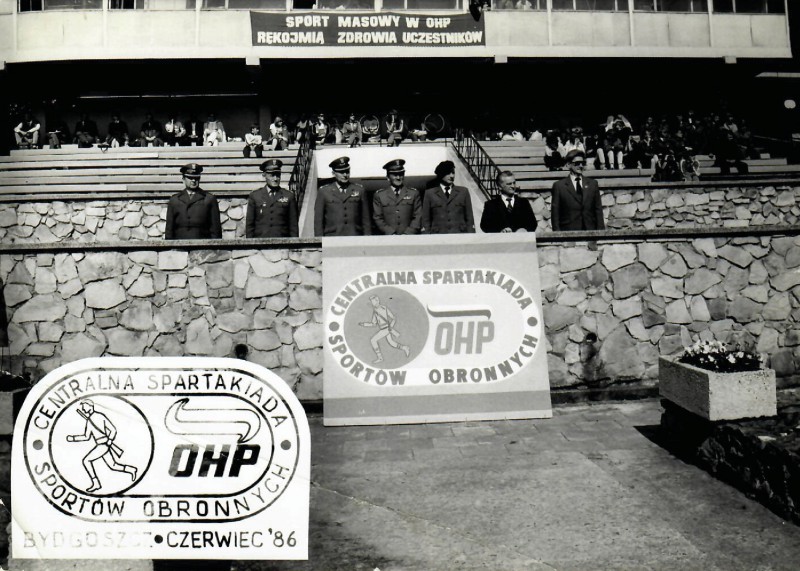 SPORT MASOWY W OHP
RĘKOJMIĄ ZDROWIA UCZESTNIKÓW
CENTRALNA SPARTAKIADA
OHP
SPORTÓW OBRONNYCH
CENTRALNA SPARTAKIADA
OHP
SPORTÓW OBRONNYCH
BYDGOSZCZ • CZERWIEC '86